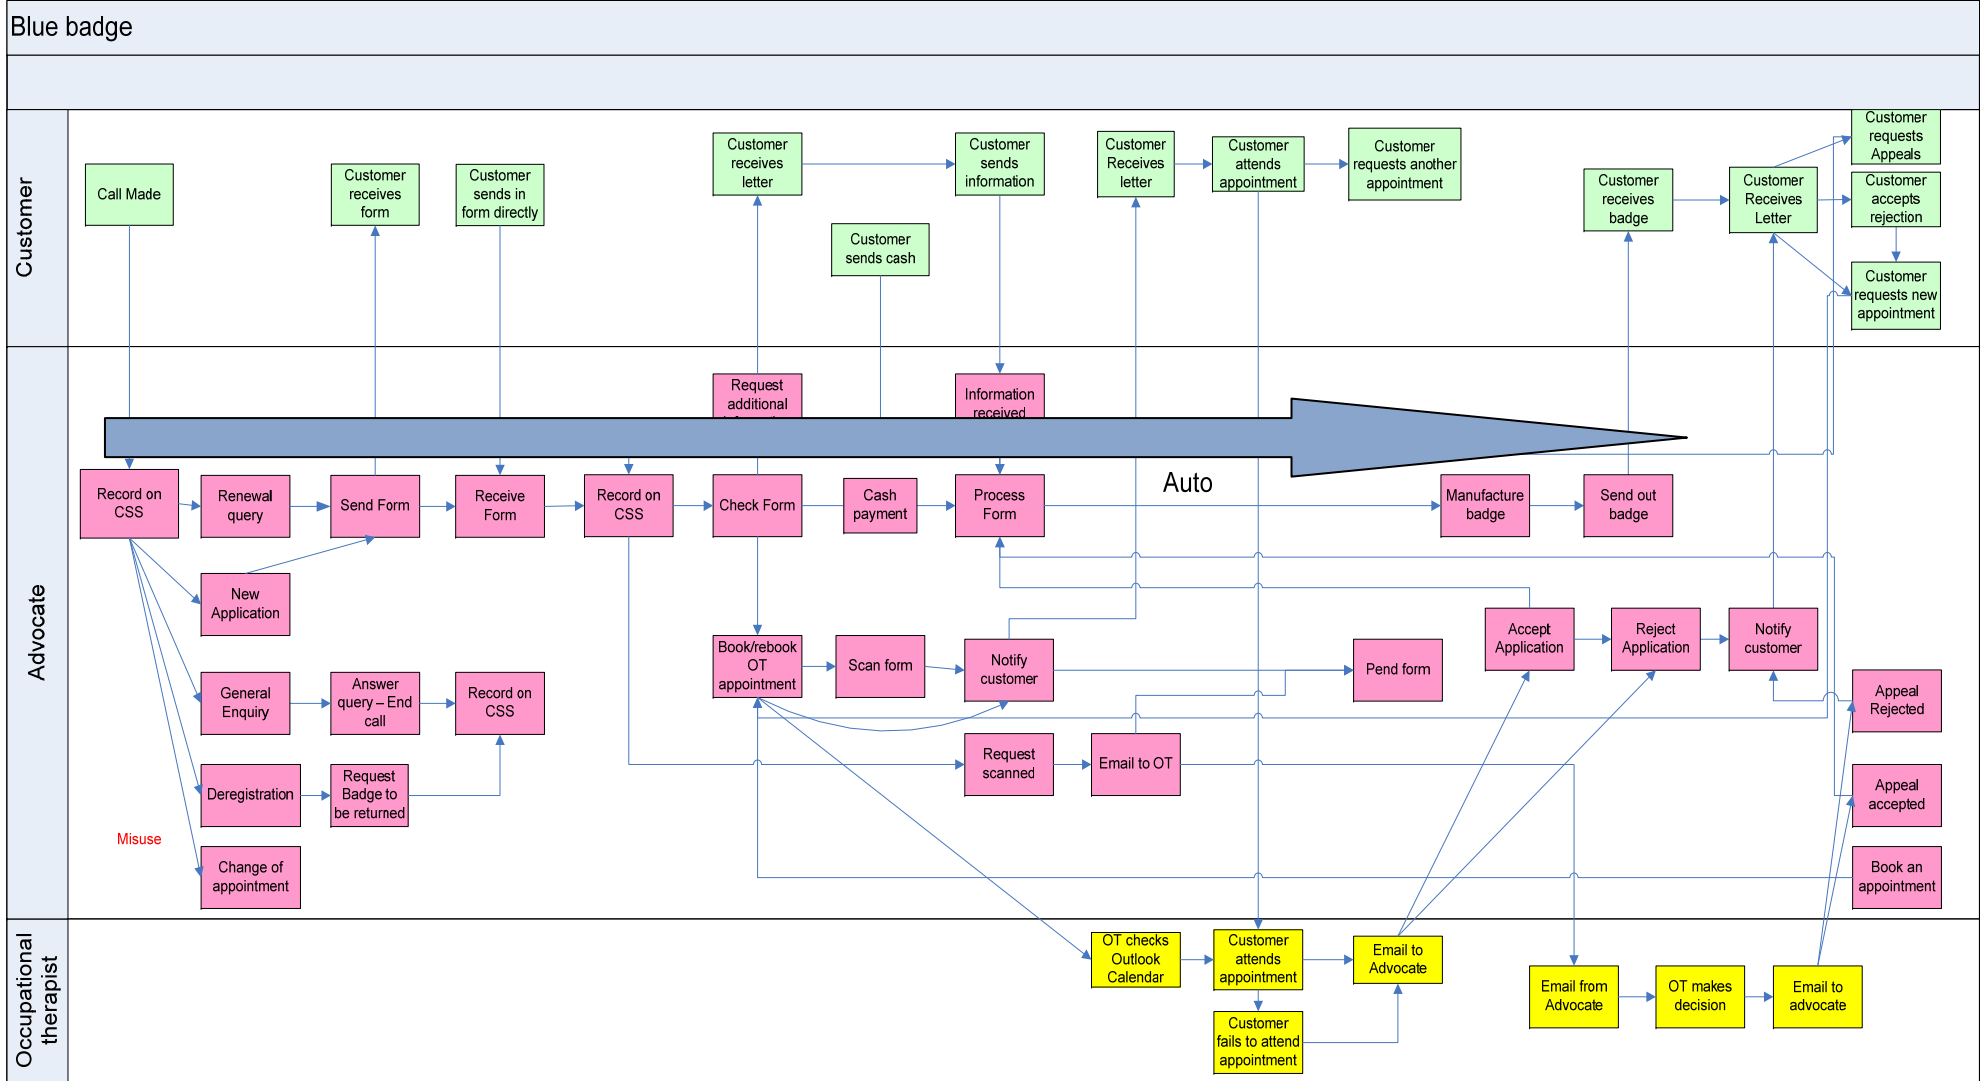 Blue badge
Customer
Call Made
Customer
receives
form
Customer
sends in
form directly
Customer
receives
letter
Customer
sends cash
Customer
sends
information
Customer
Receives
letter
Customer
attends
appointment
Customer
requests another
appointment
Customer
receives
badge
Customer
Receives
Letter
Customer
requests
Appeals
Customer
accepts
rejection
Customer
requests new
appointment
Advocate
Request
additional
Information
received
Auto
Record on
CSS
Renewal
query
Send Form
Receive
Form
Record on
CSS
Check Form
Cash
payment
Process
Form
Manufacture
badge
Send out
badge
New
Application
Book/rebook
OT
appointment
Scan form
Notify
customer
Pend form
Accept
Application
Reject
Application
Notify
customer
General
Enquiry
Answer
query – End
call
Record on
CSS
Appeal
Rejected
Request
scanned
Email to OT
Deregistration
Request
Badge to
be returned
Appeal
accepted
Misuse
Change of
appointment
Book an
appointment
Occupational
therapist
OT checks
Outlook
Calendar
Customer
attends
appointment
Email to
Advocate
Customer
fails to attend
appointment
Email from
Advocate
OT makes
decision
Email to
advocate